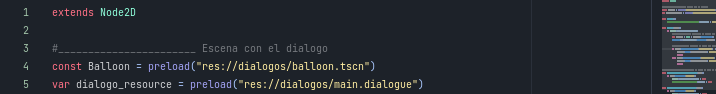 1 extends Node2D
2
3 #_______________________ Escena con el dialogo
4 const Balloon = preload("res://dialogos/balloon.tscn")
5 var dialogo_resource = preload("res://dialogos/main.dialogue")